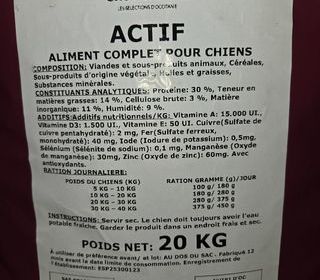 LES SÉLECTIONS D'OCCITANIE
ACTIF
ALIMENT COMPLET POUR CHIENS
COMPOSITION: Viandes et sous-produits animaux, Céréales,
Sous-produits d'origine végétale, Huiles et graisses,
Substances minérales.
CONSTITUANTS ANALYTIQUES: Protéines: 30 %, Teneur en
matières grasses: 14 %, Cellulose brute: 3 %, Matière
inorganique: 11 %, Humidité: 9 %.
ADDITIFS:Additifs nutritionnels/KG: Vitamine A: 15.000 UI.,
Vitamine D3: 1.500 UI., Vitamine E: 50 UI. Cuivre(Sulfate de
cuivre pentahydraté): 2 mg, Fer(Sulfate ferreux,
monohydraté): 40 mg, Iode (Iodure de potassium): 0,5mg,
Sélénium (Sélénite de sodium): 0.1 mg, Manganèse (Oxyde
de manganèse): 30mg, Zinc (Oxyde de zinc): 60mg. Avec
antioxydants.
RATION JOURNALIERE:
POIDS DU CHIENS (KG) RATION GRAMME (g)/JOUR
5 KG – 10 KG 100 g/ 180 g
10 KG – 20 KG 180 g/ 280 g
20 KG – 30 KG 280 g/ 375 g
30 KG – 40 KG 375 g/ 450 g
INSTRUCTIONS: Servir sec. Le chien doit toujours avoir l'eau
potable fraîche. Garder le produit dans un endroit frais et sec.
POIDS NET: 20 KG
À utiliser de préférence avant/ et lot: AU DOS DU SAC. Fabriqué 12
mois avant la date limite de consommation. Enregistrement de
l'établissement: ESP25300123